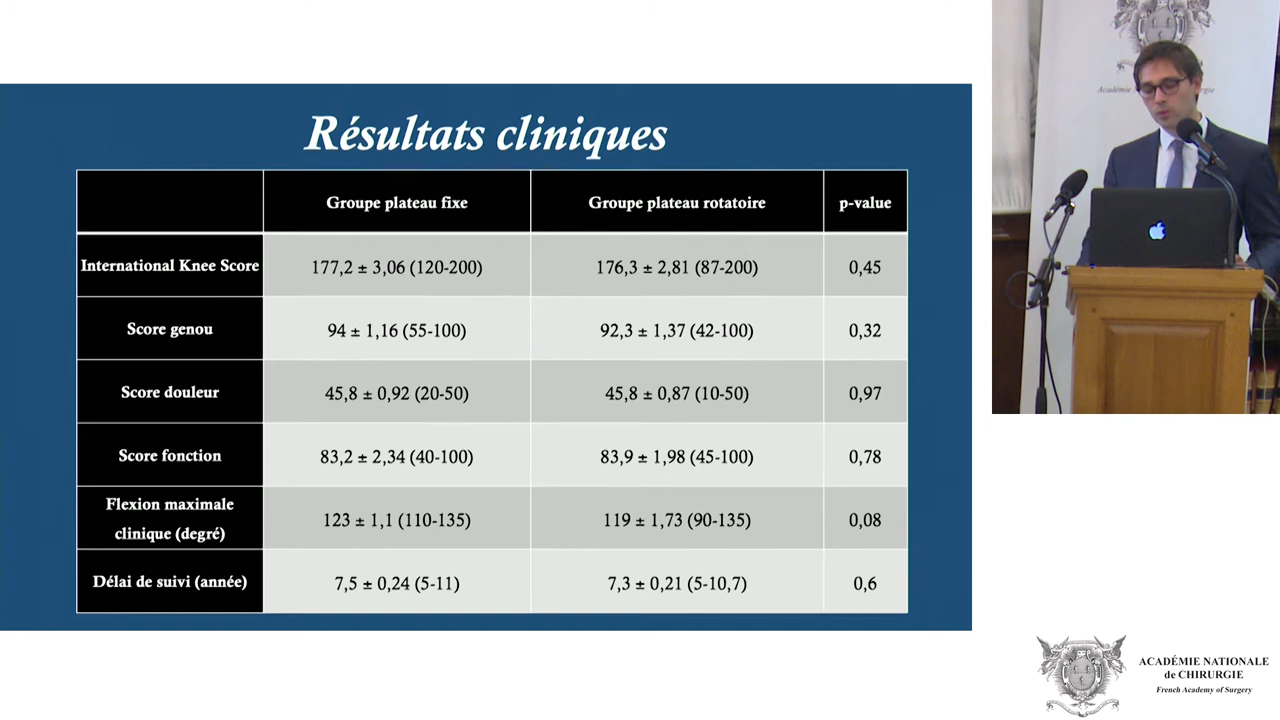 Résultats cliniques
Groupe plateau fixe Groupe plateau rotatoire p-value
International Knee Score 177,2 ± 3,06 (120-200) 176,3 ± 2,81 (87-200) 0,45
Score genou 94 ± 1,16 (55-100) 92,3 ± 1,37 (42-100) 0,32
Score douleur 45,8 ± 0,92 (20-50) 45,8 ± 0,87 (10-50) 0,97
Score fonction 83,2 ± 2,34 (40-100) 83,9 ± 1,98 (45-100) 0,78
Flexion maximale
clinique (degré) 123 ± 1,1 (110-135) 119 ± 1,73 (90-135) 0,08
Délai de suivi (année) 7,5 ± 0,24 (5-11) 7,3 ± 0,21 (5-10,7) 0,6
Académie
ACADÉMIE NATIONALE
de CHIRURGIE
French Academy of Surgery